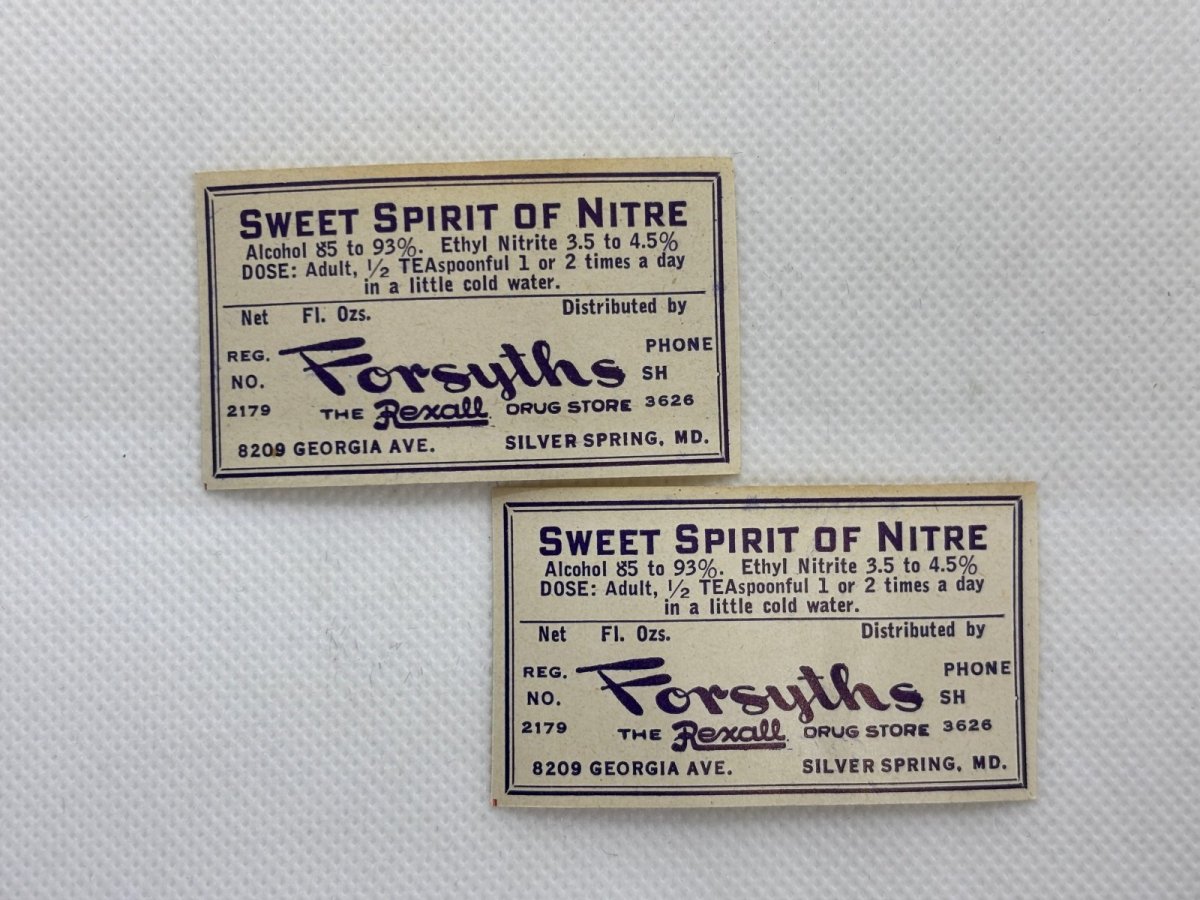 SWEET SPIRIT OF NITRE
Alcohol 85 to 93%. Ethyl Nitrite 3.5 to 4.5%
DOSE: Adult, ½ TEAspoonful 1 or 2 times a day
in a little cold water.
Net Fl. Ozs. Distributed by
REG. NO. 2179
Forsyths
PHONE SH 3626
THE Rexall DRUG STORE
8209 GEORGIA AVE. SILVER SPRING, MD.
SWEET SPIRIT OF NITRE
Alcohol 85 to 93%. Ethyl Nitrite 3.5 to 4.5%
DOSE: Adult, ½ TEAspoonful 1 or 2 times a day
in a little cold water.
Net Fl. Ozs. Distributed by
REG. NO. 2179
Forsyths
PHONE SH 3626
THE Rexall DRUG STORE
8209 GEORGIA AVE. SILVER SPRING, MD.